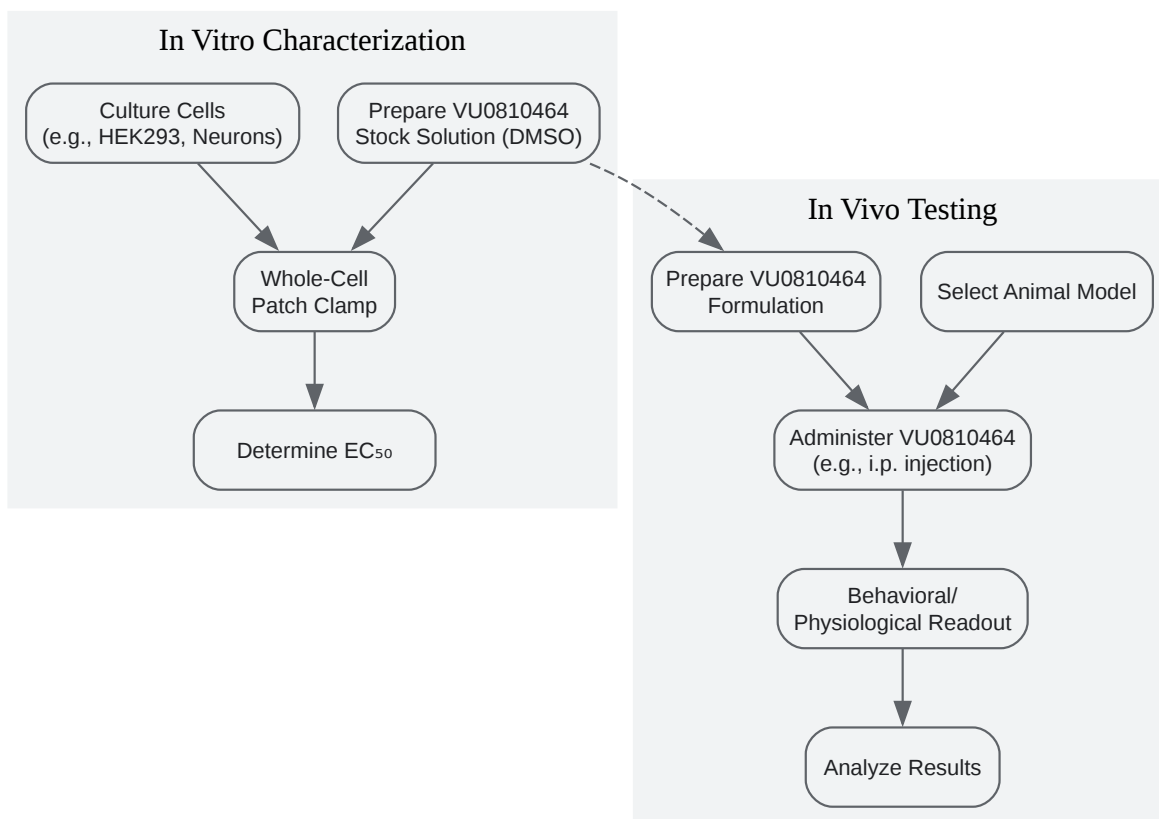 In Vitro Characterization
Culture Cells
(e.g., HEK293, Neurons)
Prepare VU0810464
Stock Solution (DMSO)
Whole-Cell
Patch Clamp
Determine EC₅₀
In Vivo Testing
Prepare VU0810464
Formulation
Select Animal Model
Administer VU0810464
(e.g., i.p. injection)
Behavioral/
Physiological Readout
Analyze Results